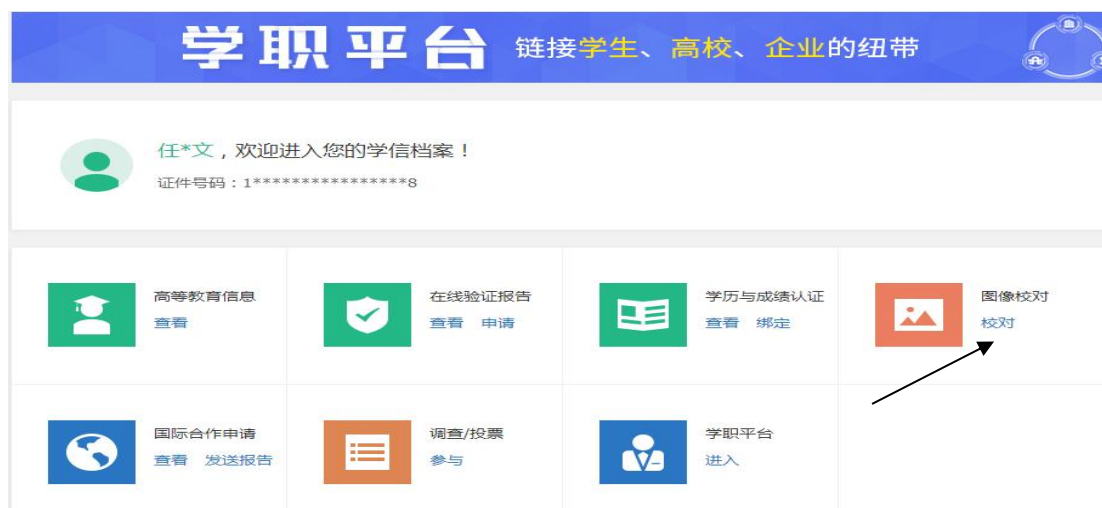 学职平台 链接学生、高校、企业的纽带
任*文，欢迎进入您的学信档案！
证件号码：1****************8
高等教育信息
查看
在线验证报告
查看 申请
学历与成绩认证
查看 绑定
图像校对
校对
国际合作申请
查看 发送报告
调查/投票
参与
学职平台
进入